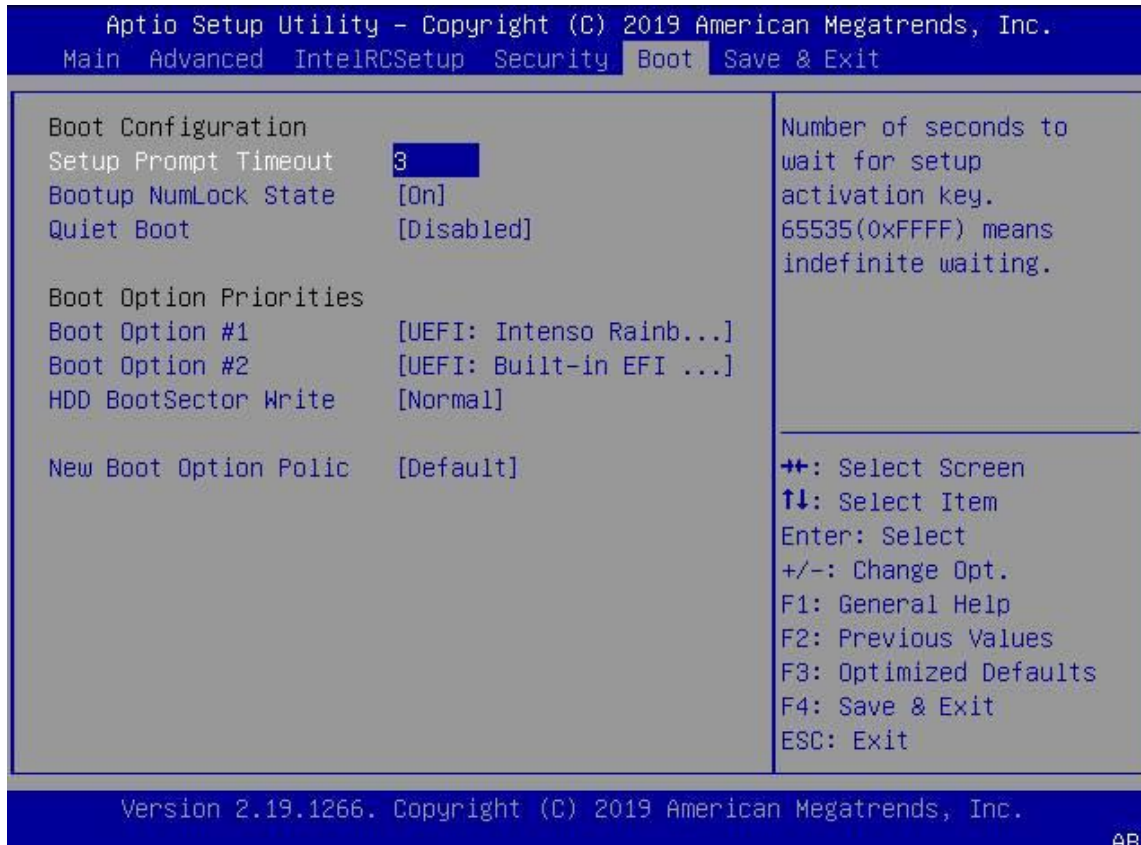 Aptio Setup Utility – Copyright (C) 2019 American Megatrends, Inc.
Main Advanced IntelRCSetup Security Boot Save & Exit
Boot Configuration
Setup Prompt Timeout 3
Bootup NumLock State [On]
Quiet Boot [Disabled]
Boot Option Priorities
Boot Option #1 [UEFI: Intenso Rainb...]
Boot Option #2 [UEFI: Built-in EFI ...]
HDD BootSector Write [Normal]
New Boot Option Polic [Default]
Number of seconds to
wait for setup
activation key.
65535(0xFFFF) means
indefinite waiting.
→←: Select Screen
↑↓: Select Item
Enter: Select
+/-: Change Opt.
F1: General Help
F2: Previous Values
F3: Optimized Defaults
F4: Save & Exit
ESC: Exit
Version 2.19.1266. Copyright (C) 2019 American Megatrends, Inc.
AB